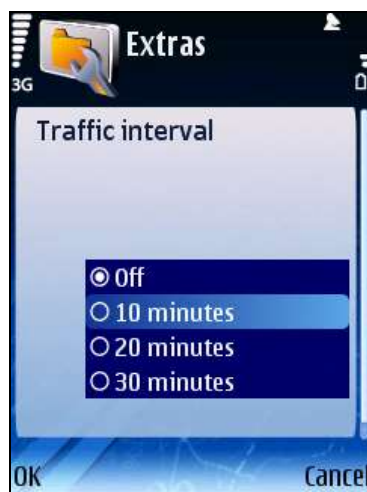 Extras
3G
Traffic interval
Off
10 minutes
20 minutes
30 minutes
OK
Cancel